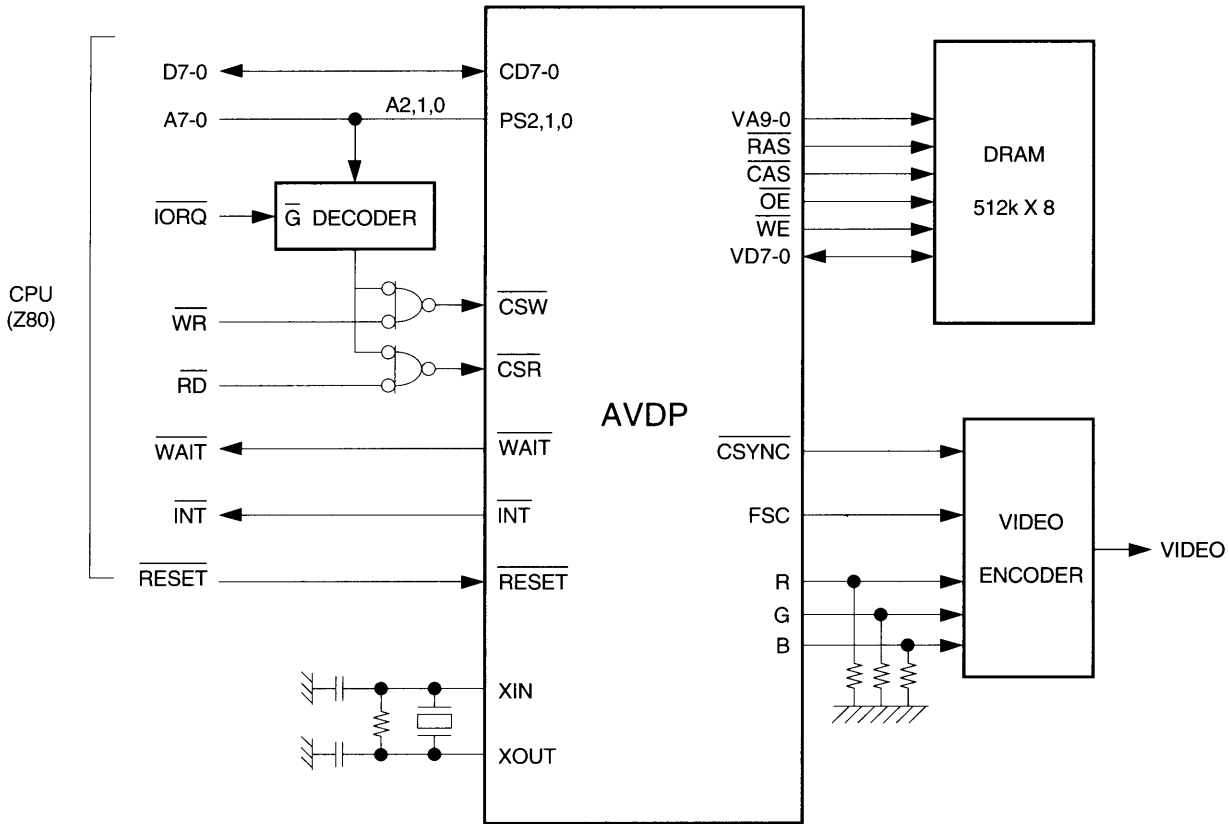 CPU
(Z80)
D7-0
A7-0
A2,1,0
IORQ
G DECODER
WR
RD
WAIT
INT
RESET
CD7-0
PS2,1,0
CSW
CSR
WAIT
INT
RESET
XIN
XOUT
AVDP
VA9-0
RAS
CAS
OE
WE
VD7-0
CSYNC
FSC
R
G
B
DRAM
512k X 8
VIDEO
ENCODER
VIDEO